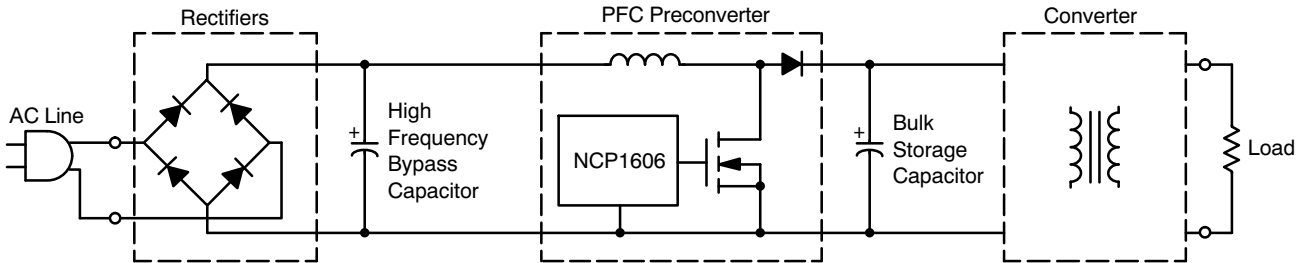 Rectifiers
PFC Preconverter
Converter
AC Line
+
High
Frequency
Bypass
Capacitor
NCP1606
+
Bulk
Storage
Capacitor
Load